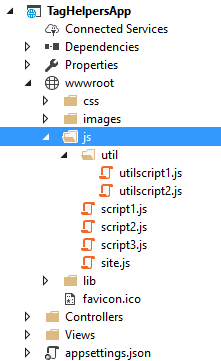 TagHelpersApp
Connected Services
Dependencies
Properties
wwwroot
css
images
js
util
utilscript1.js
utilscript2.js
script1.js
script2.js
script3.js
site.js
lib
favicon.ico
Controllers
Views
appsettings.json